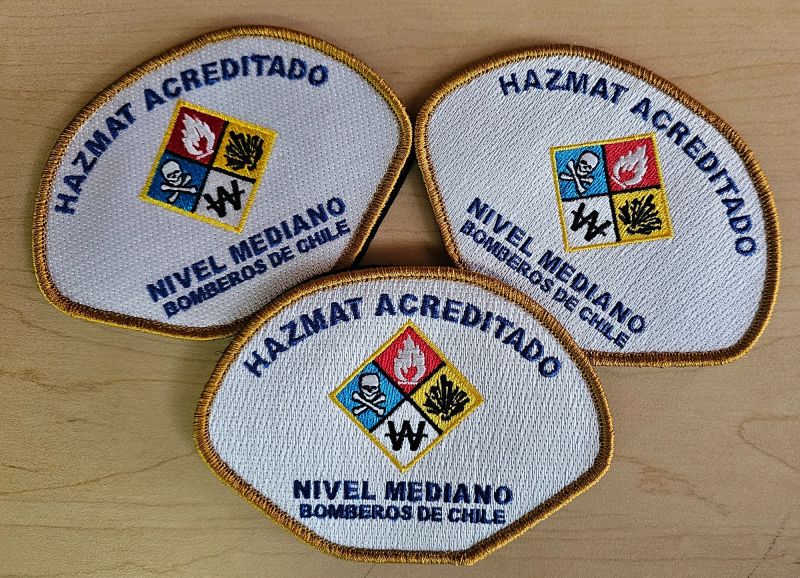 HAZMAT ACREDITADO
W
NIVEL MEDIANO
BOMBEROS DE CHILE
HAZMAT ACREDITADO
W
NIVEL MEDIANO
BOMBEROS DE CHILE
HAZMAT ACREDITADO
W
NIVEL MEDIANO
BOMBEROS DE CHILE